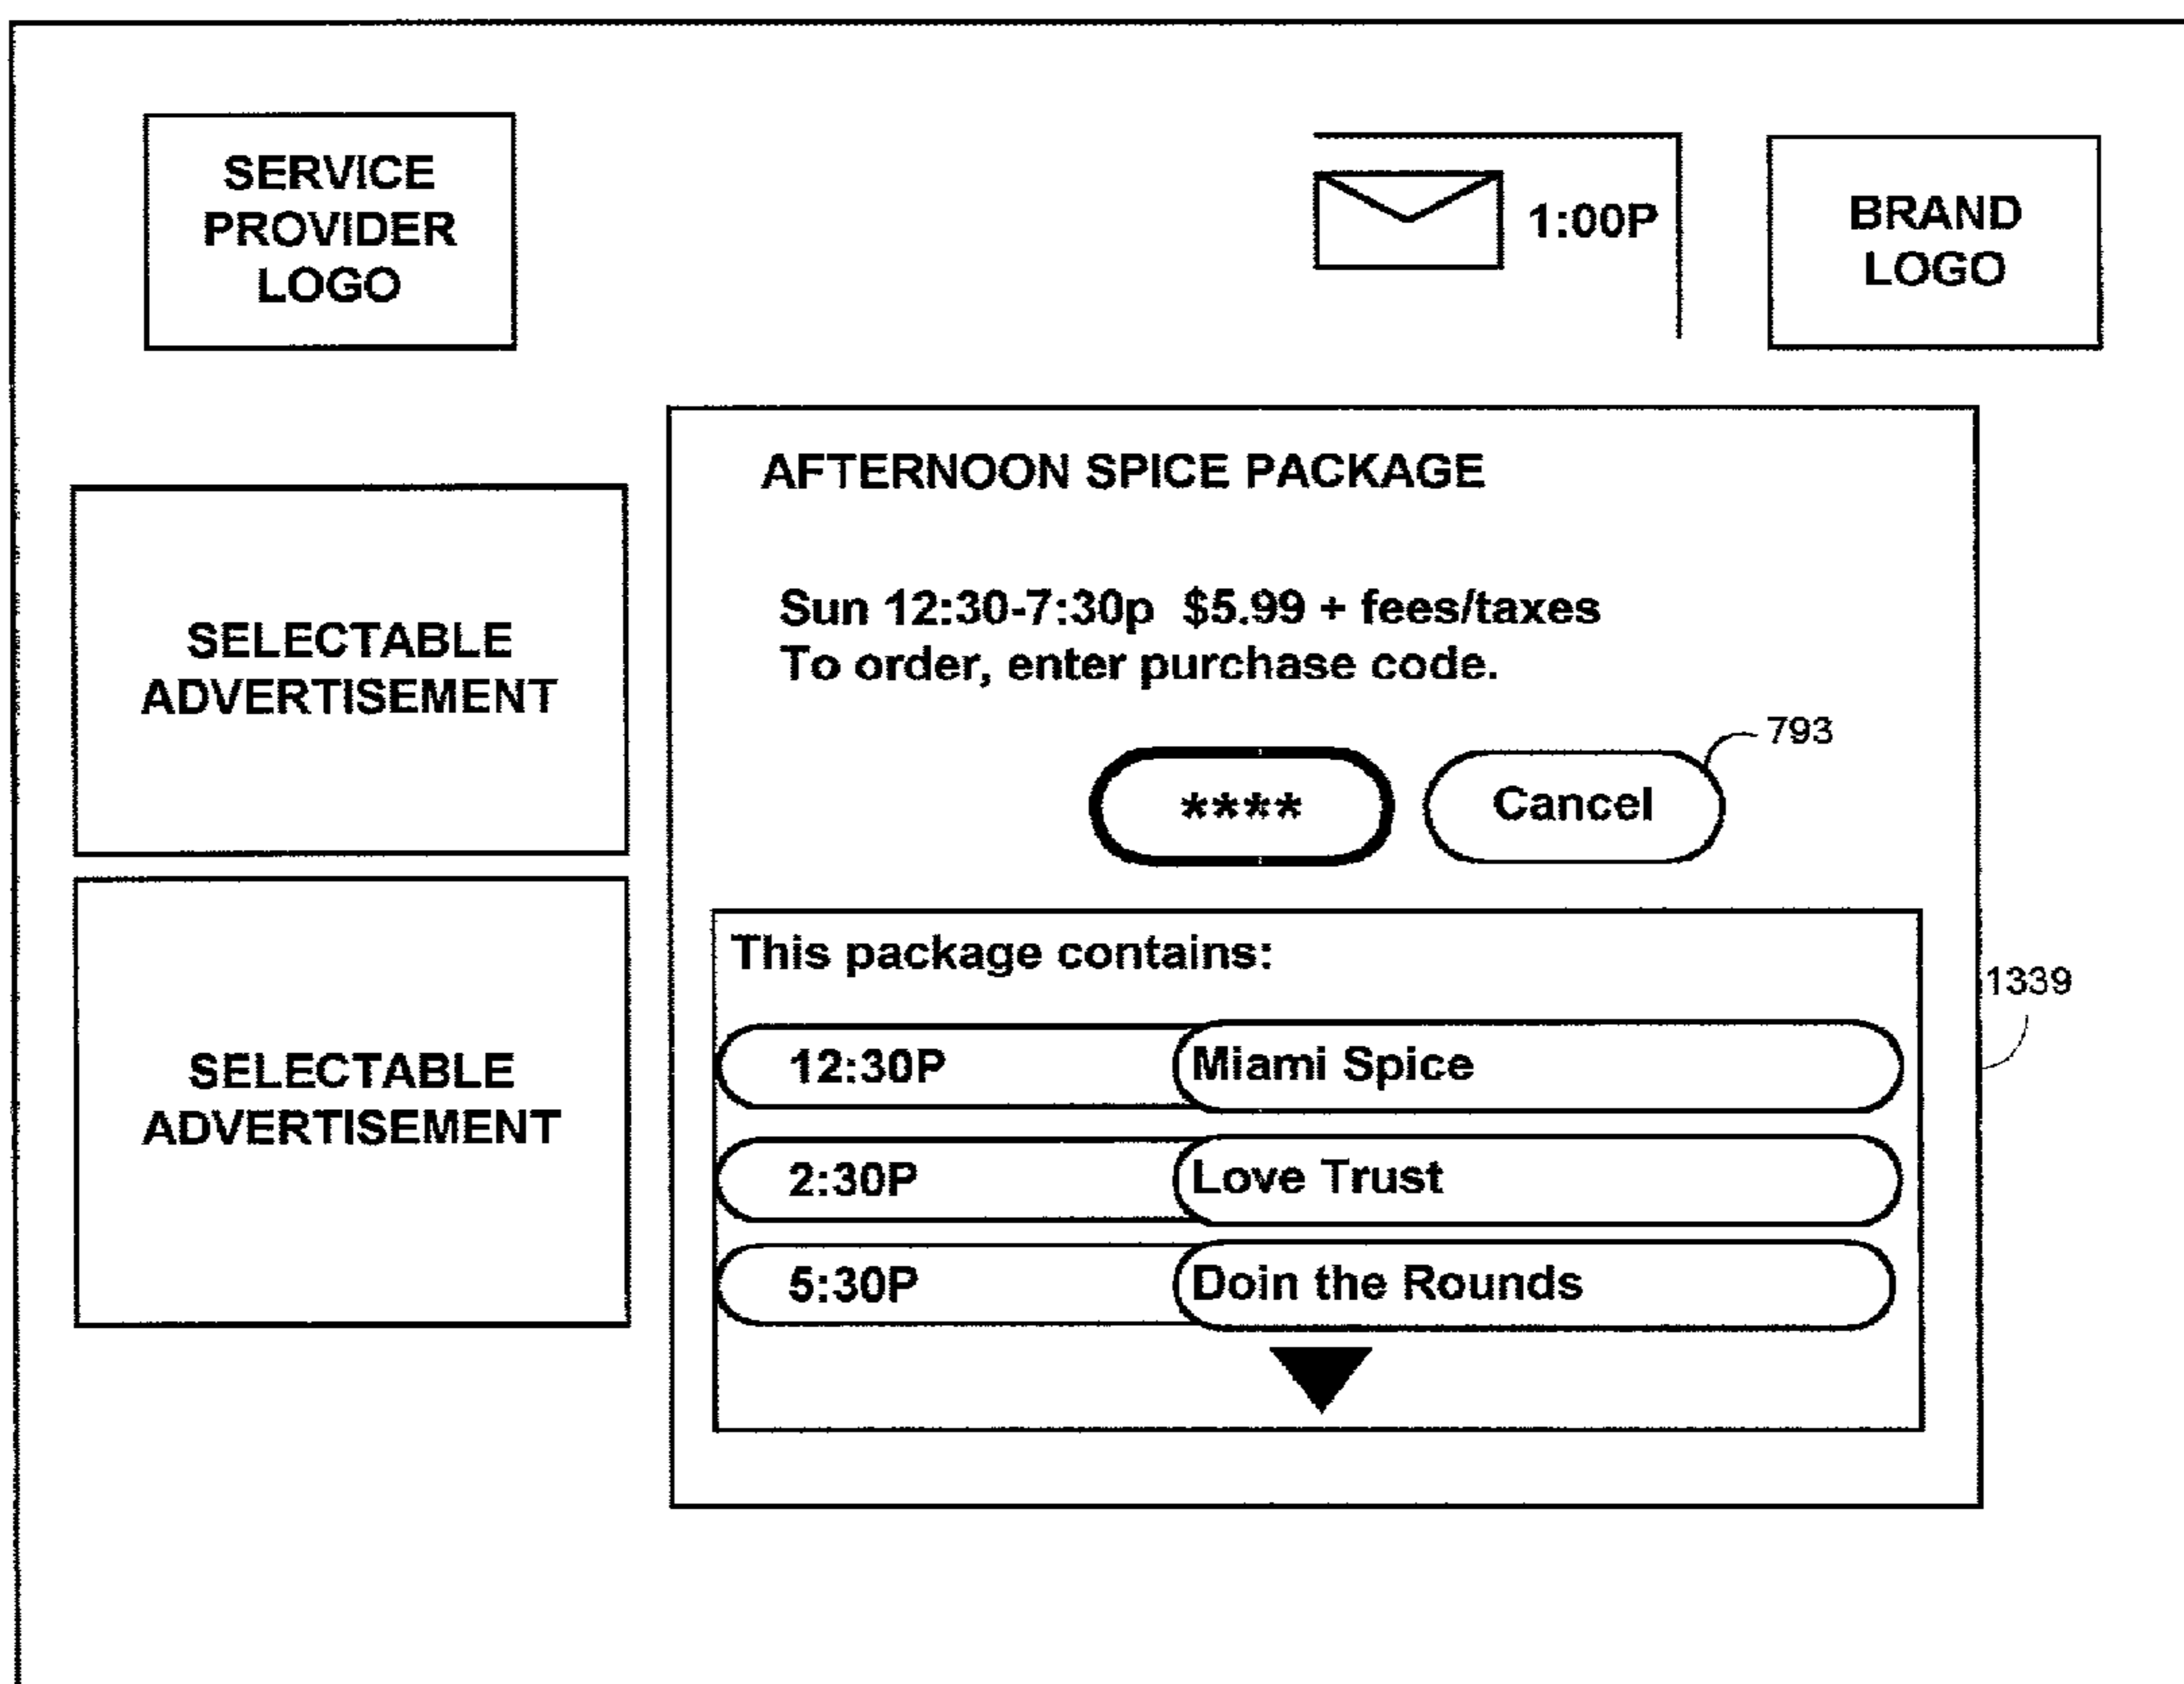 SERVICE
PROVIDER
LOGO
1:00P
BRAND
LOGO
SELECTABLE
ADVERTISEMENT
SELECTABLE
ADVERTISEMENT
AFTERNOON SPICE PACKAGE
Sun 12:30-7:30p $5.99 + fees/taxes
To order, enter purchase code.
****
Cancel
793
This package contains:
12:30P Miami Spice
2:30P Love Trust
5:30P Doin the Rounds
1339